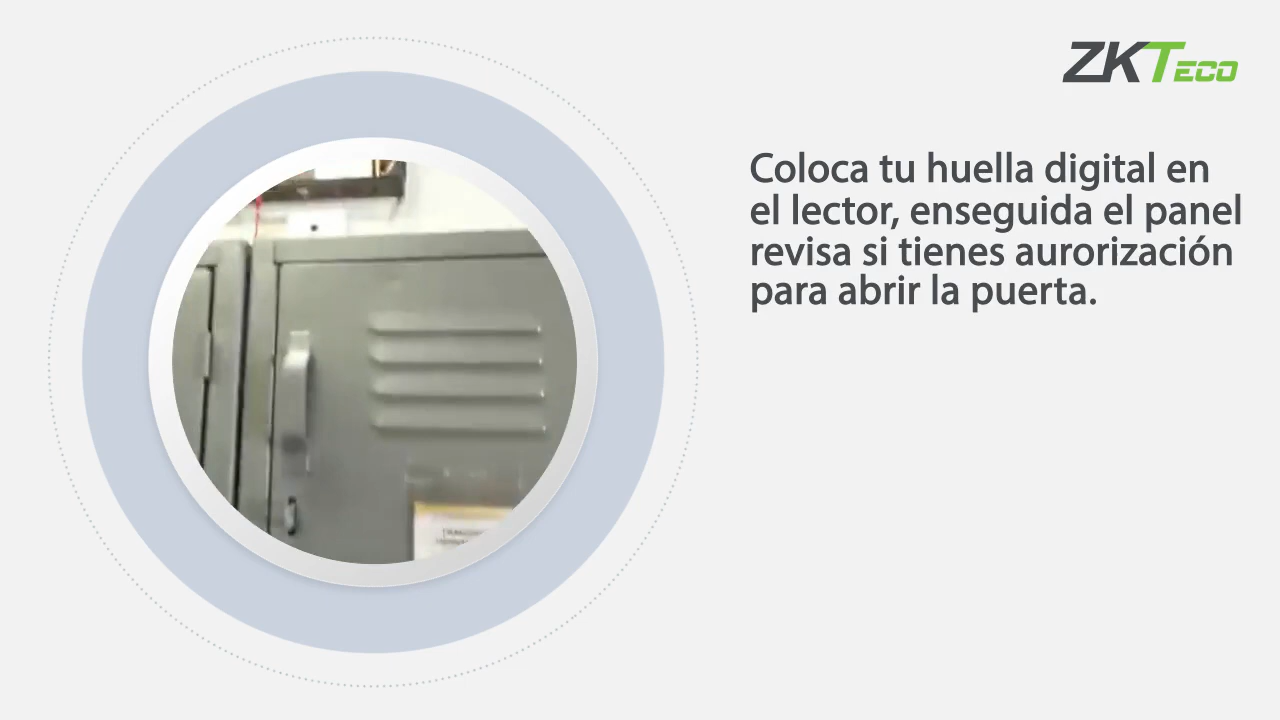 ZKTECO
Coloca tu huella digital en
el lector, enseguida el panel
revisa si tienes aurorización
para abrir la puerta.